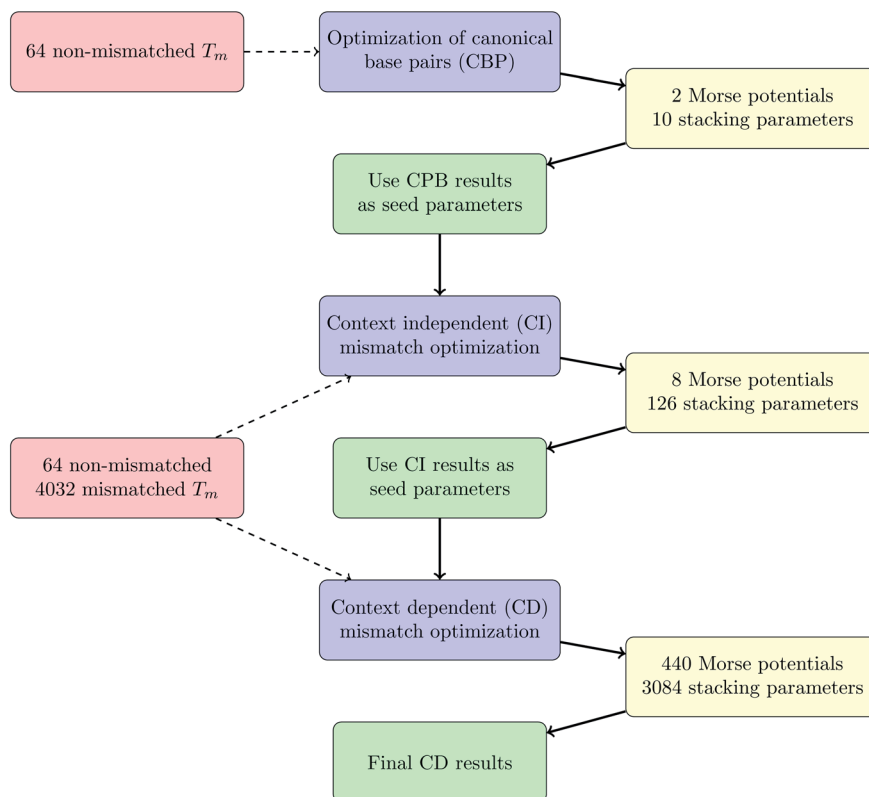 64 non-mismatched $T_m$
Optimization of canonical
base pairs (CBP)
2 Morse potentials
10 stacking parameters
Use CPB results
as seed parameters
Context independent (CI)
mismatch optimization
8 Morse potentials
126 stacking parameters
64 non-mismatched
4032 mismatched $T_m$
Use CI results as
seed parameters
Context dependent (CD)
mismatch optimization
440 Morse potentials
3084 stacking parameters
Final CD results